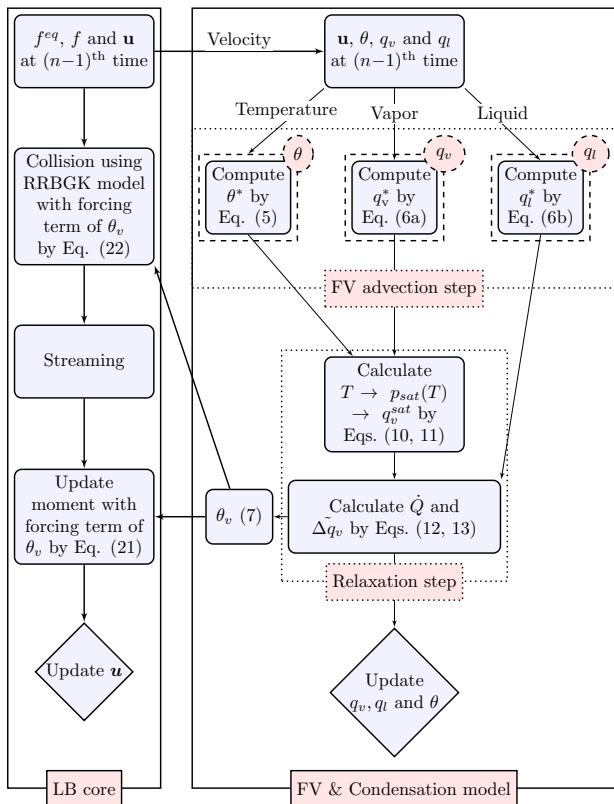 f^{eq}, f and u
at (n−1)^{th} time
Velocity
u, θ, q_v and q_l
at (n−1)^{th} time
Temperature
Vapor
Liquid
θ
q_v
q_l
Collision using
RRBGK model
with forcing
term of θ_v
by Eq. (22)
Compute
θ* by
Eq. (5)
Compute
q_v^* by
Eq. (6a)
Compute
q_l^* by
Eq. (6b)
FV advection step
Streaming
Calculate
T → p_{sat}(T)
→ q_v^{sat} by
Eqs. (10, 11)
Update
moment with
forcing term of
θ_v by Eq. (21)
θ_v (7)
Calculate Q̇ and
Δ̃q_v by Eqs. (12, 13)
Relaxation step
Update u
Update
q_v, q_l and θ
LB core
FV & Condensation model